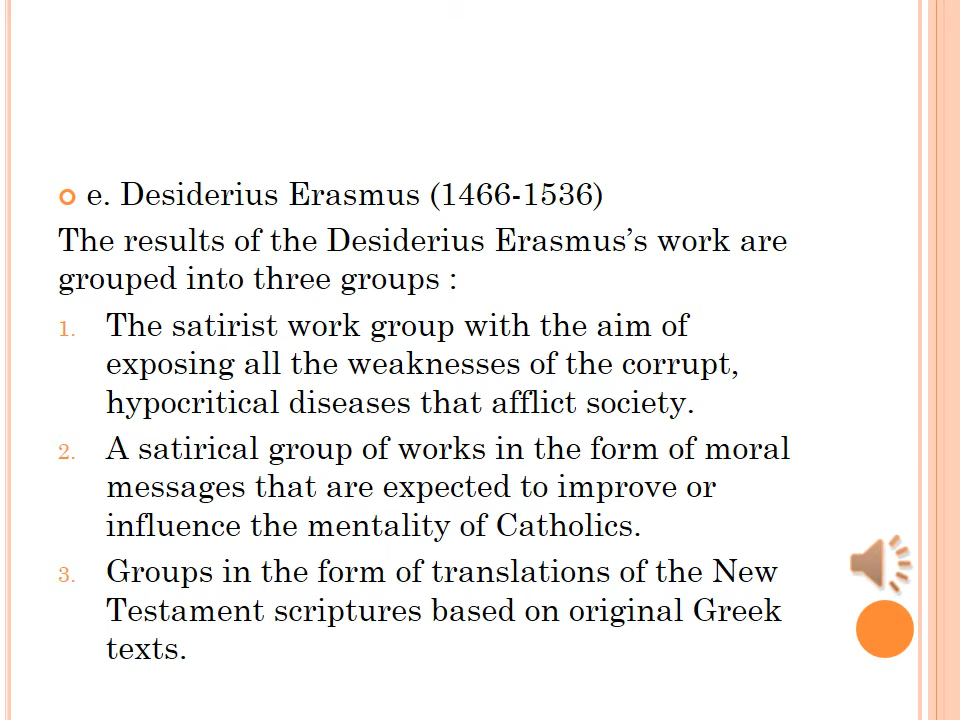 e. Desiderius Erasmus (1466-1536)
The results of the Desiderius Erasmus’s work are
grouped into three groups :
1. The satirist work group with the aim of
exposing all the weaknesses of the corrupt,
hypocritical diseases that afflict society.
2. A satirical group of works in the form of moral
messages that are expected to improve or
influence the mentality of Catholics.
3. Groups in the form of translations of the New
Testament scriptures based on original Greek
texts.